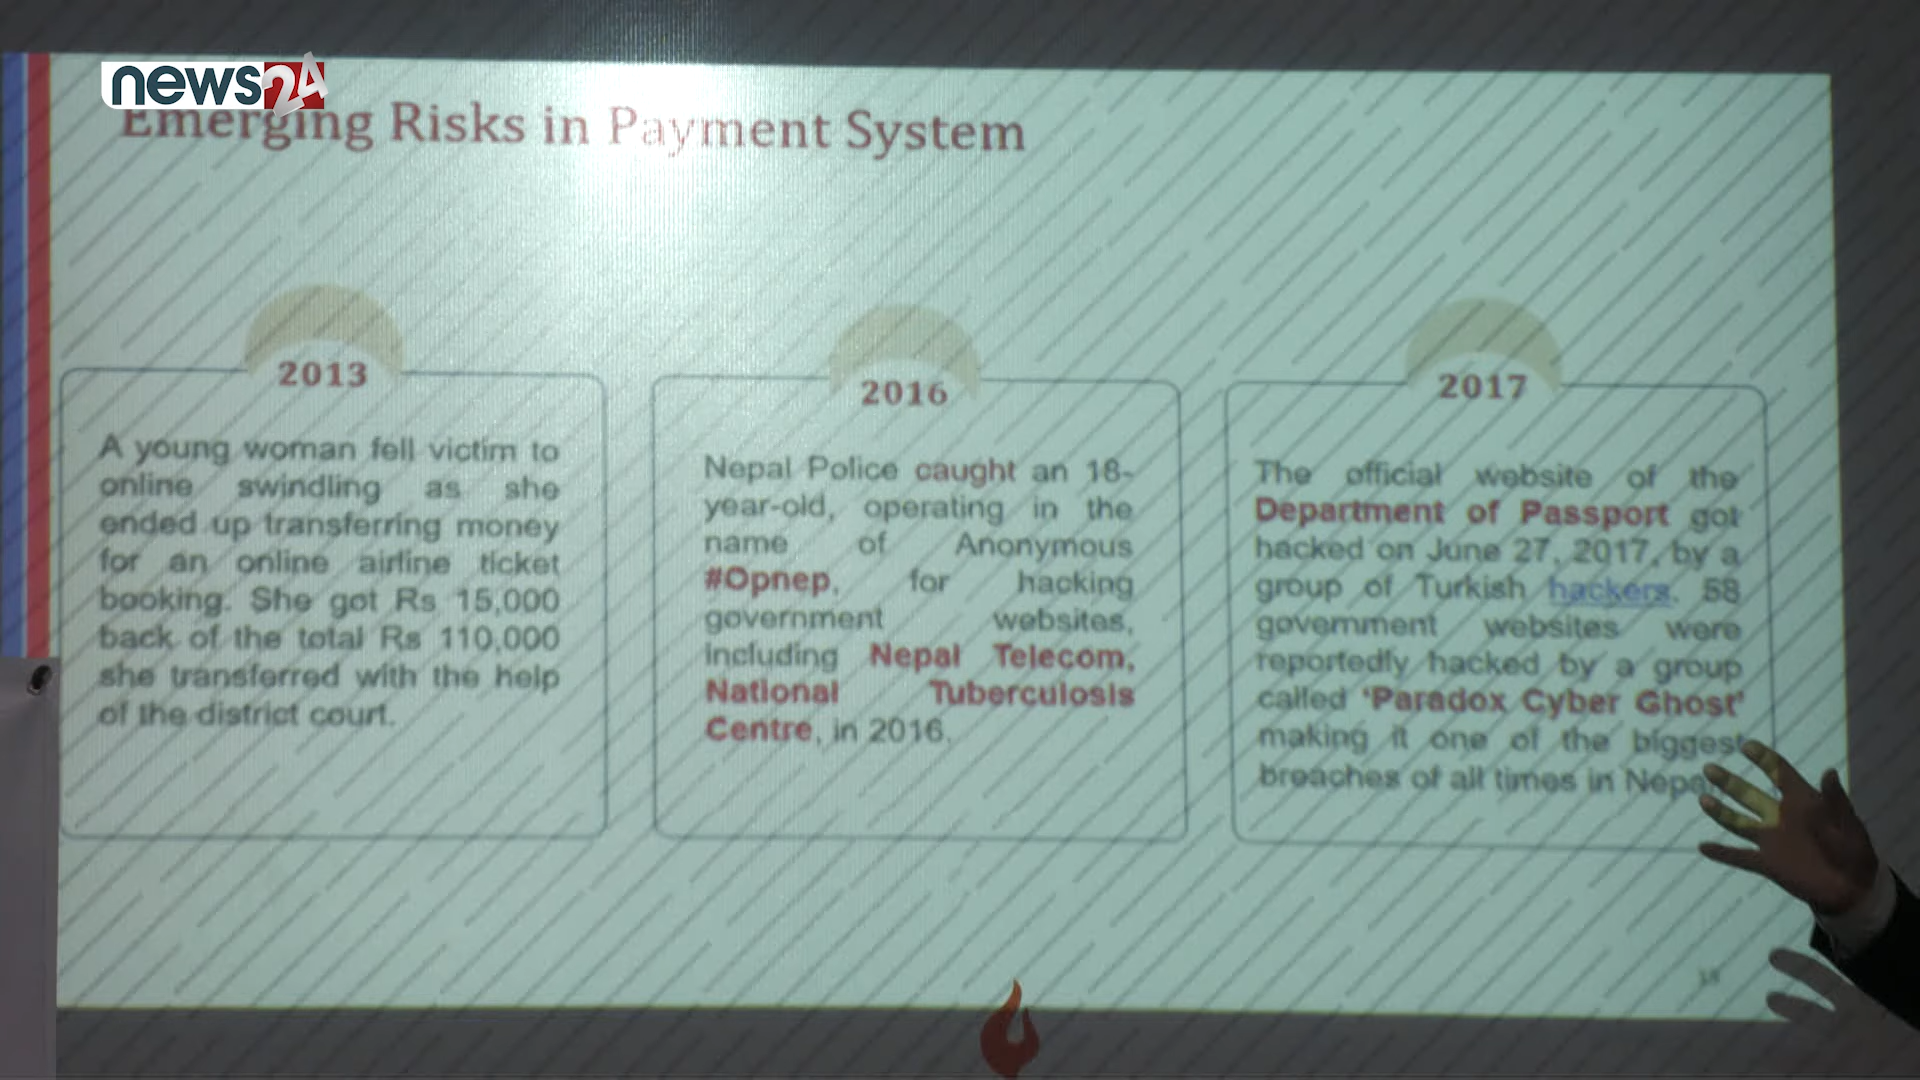 news24
Emerging Risks in Payment System
2013
A young woman fell victim to
online swindling as she
ended up transferring money
for an online airline ticket
booking. She got Rs 15,000
back of the total Rs 110,000
she transferred with the help
of the district court.
2016
Nepal Police caught an 18-
year-old, operating in the
name of Anonymous
#Opnep, for hacking
government websites,
including Nepal Telecom,
National Tuberculosis
Centre, in 2016.
2017
The official website of the
Department of Passport got
hacked on June 27, 2017, by a
group of Turkish hackers. 58
government websites were
reportedly hacked by a group
called ‘Paradox Cyber Ghost’
making it one of the biggest
breaches of all times in